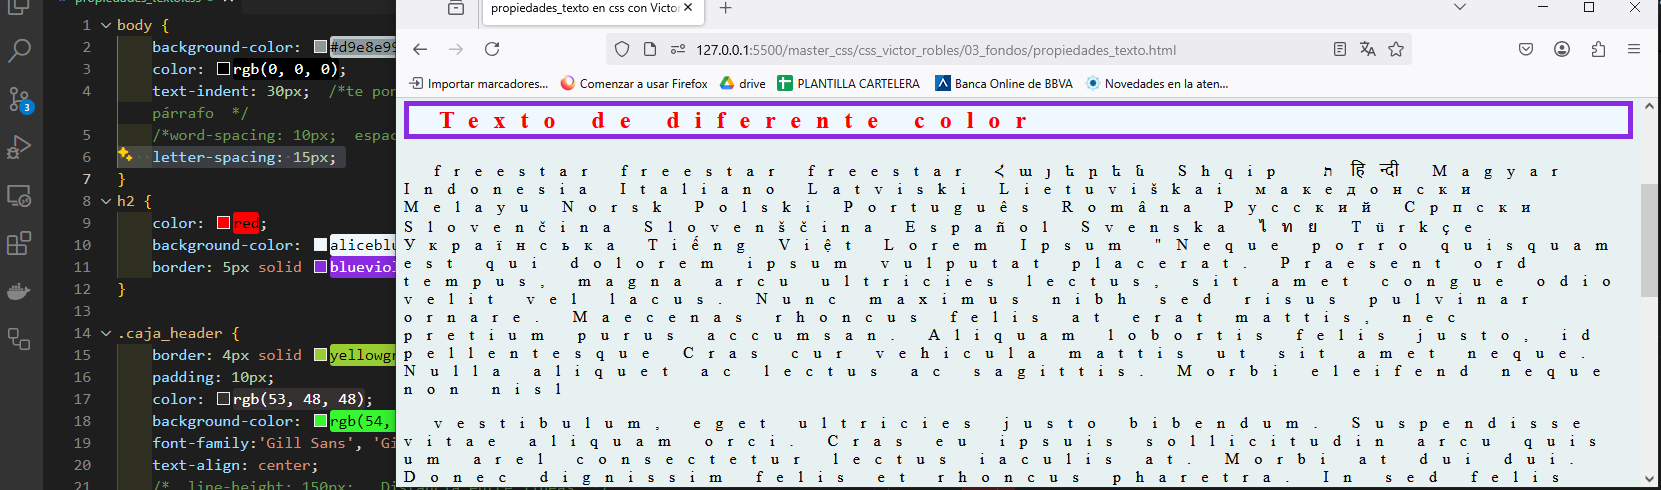 propiedades_texto en css con Victor
1 body {
2 background-color: #d9e8e99
3 color: rgb(0, 0, 0);
4 text-indent: 30px; /*te por
párrafo */
5 /*word-spacing: 10px; espac
6 letter-spacing: 15px;
7 }
8 h2 {
9 color: red;
10 background-color: aliceblu
11 border: 5px solid blueviol
12 }
13
14 .caja_header {
15 border: 4px solid yellowgr
16 padding: 10px;
17 color: rgb(53, 48, 48);
18 background-color: rgb(54,
19 font-family:'Gill Sans', 'Gi
20 text-align: center;
21 /* line-height: 150px;
3
127.0.0.1:5500/master_css/css_victor_robles/03_fondos/propiedades_texto.html
Importar marcadores... Comenzar a usar Firefox drive PLANTILLA CARTELERA Banca Online de BBVA Novedades en la aten...
Texto de diferente color
freestar freestar freestar Հայերեն Shqip ת हिन्दी Magyar
Indonesia Italiano Latviski Lietuviškai македонски
Melayu Norsk Polski Português Româna Русский Српски
Slovenčina Slovenščina Español Svenska ไทย Türkçe
Українська Tiếng Việt Lorem Ipsum "Neque porro quisquam
est qui dolorem ipsum vulputat placerat. Praesent ord
tempus, magna arcu ultricies lectus, sit amet congue odio
velit vel lacus. Nunc maximus nibh sed risus pulvinar
ornare. Maecenas rhoncus felis at erat mattis, nec
pretium purus accumsan. Aliquam lobortis felis justo, id
pellentesque Cras cur vehicula mattis ut sit amet neque.
Nulla aliquet ac lectus ac sagittis. Morbi eleifend neque
non nisl
vestibulum, eget ultricies justo bibendum. Suspendisse
vitae aliquam orci. Cras eu ipsuis sollicitudin arcu quis
um arel consectetur lectus iaculis at. Morbi at dui dui.
Donec dignissim felis et rhoncus pharetra. In sed felis